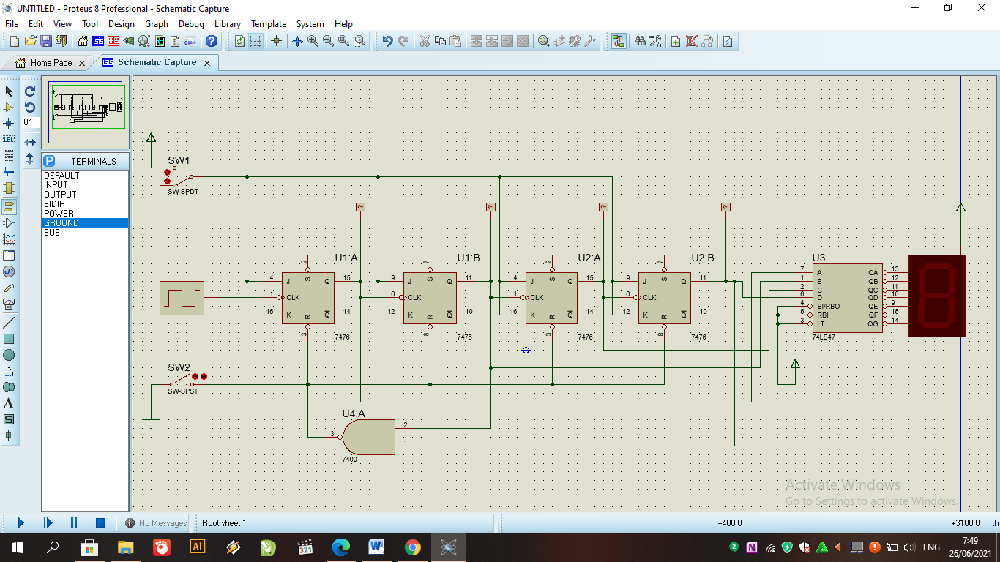 UNTITLED - Proteus 8 Professional - Schematic Capture
File Edit View Tool Design Graph Debug Library Template System Help
Home Page
Schematic Capture
0°
LBL
P TERMINALS
DEFAULT
INPUT
OUTPUT
BIDIR
POWER
GROUND
BUS
SW1
SW-SPDT
? ? ? ?
U1:A U1:B U2:A U2:B U3
2 7 2 7
4 J S Q 15
1 CLK
16 K R Q 14
3
7476
9 J S Q 11
6 CLK
12 K R Q 10
8
7476
4 J S Q 15
1 CLK
16 K R Q 14
3
7476
9 J S Q 11
6 CLK
12 K R Q 10
8
7476
7 A QA 13
1 B QB 12
2 C QC 11
6 D QD 10
4 BI/RBO QE 9
5 RBI QF 15
3 LT QG 14
74LS47
SW2
SW-SPST
U4:A
2
3
1
7400
Activate Windows
Go to Settings to activate Windows.
No Messages Root sheet 1 +400.0 +3100.0 th
Ai 321 W 2 N ENG
7:49
26/06/2021